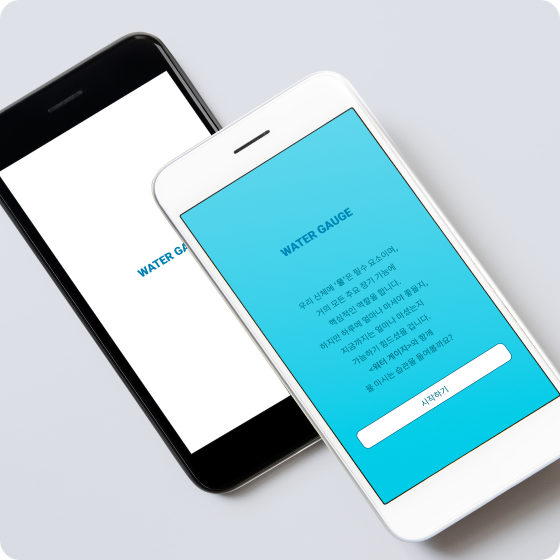 WATER GA
WATER GAUGE
우리 신체에 '물'은 필수 요소이며,
거의 모든 주요 장기 기능에
핵심적인 역할을 합니다.
하지만 하루에 얼마나 마셔야 좋을지,
지금까지는 얼마나 마셨는지
가늠하기 힘드셨을 겁니다.
<워터 게이지>와 함께
물 마시는 습관을 들여볼까요?
시작하기